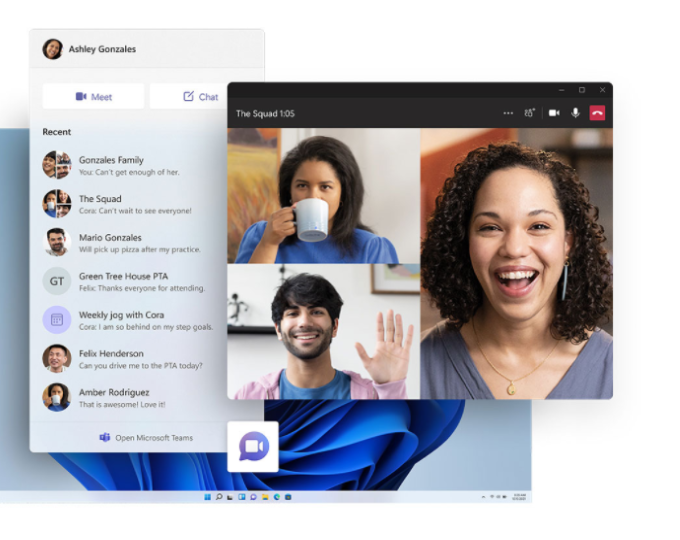 Ashley Gonzales
Meet
Chat
Recent
Gonzales Family
You: Can't get enough of her.
The Squad
Cora: Can't wait to see everyone!
Mario Gonzales
Will pick up pizza after my practice.
GT
Green Tree House PTA
Felix: Thanks everyone for attending.
Weekly jog with Cora
Cora: I am so behind on my step goals.
Felix Henderson
Can you drive me to the PTA today?
Amber Rodriguez
That is awesome! Love it!
Open Microsoft Teams
The Squad 1:05